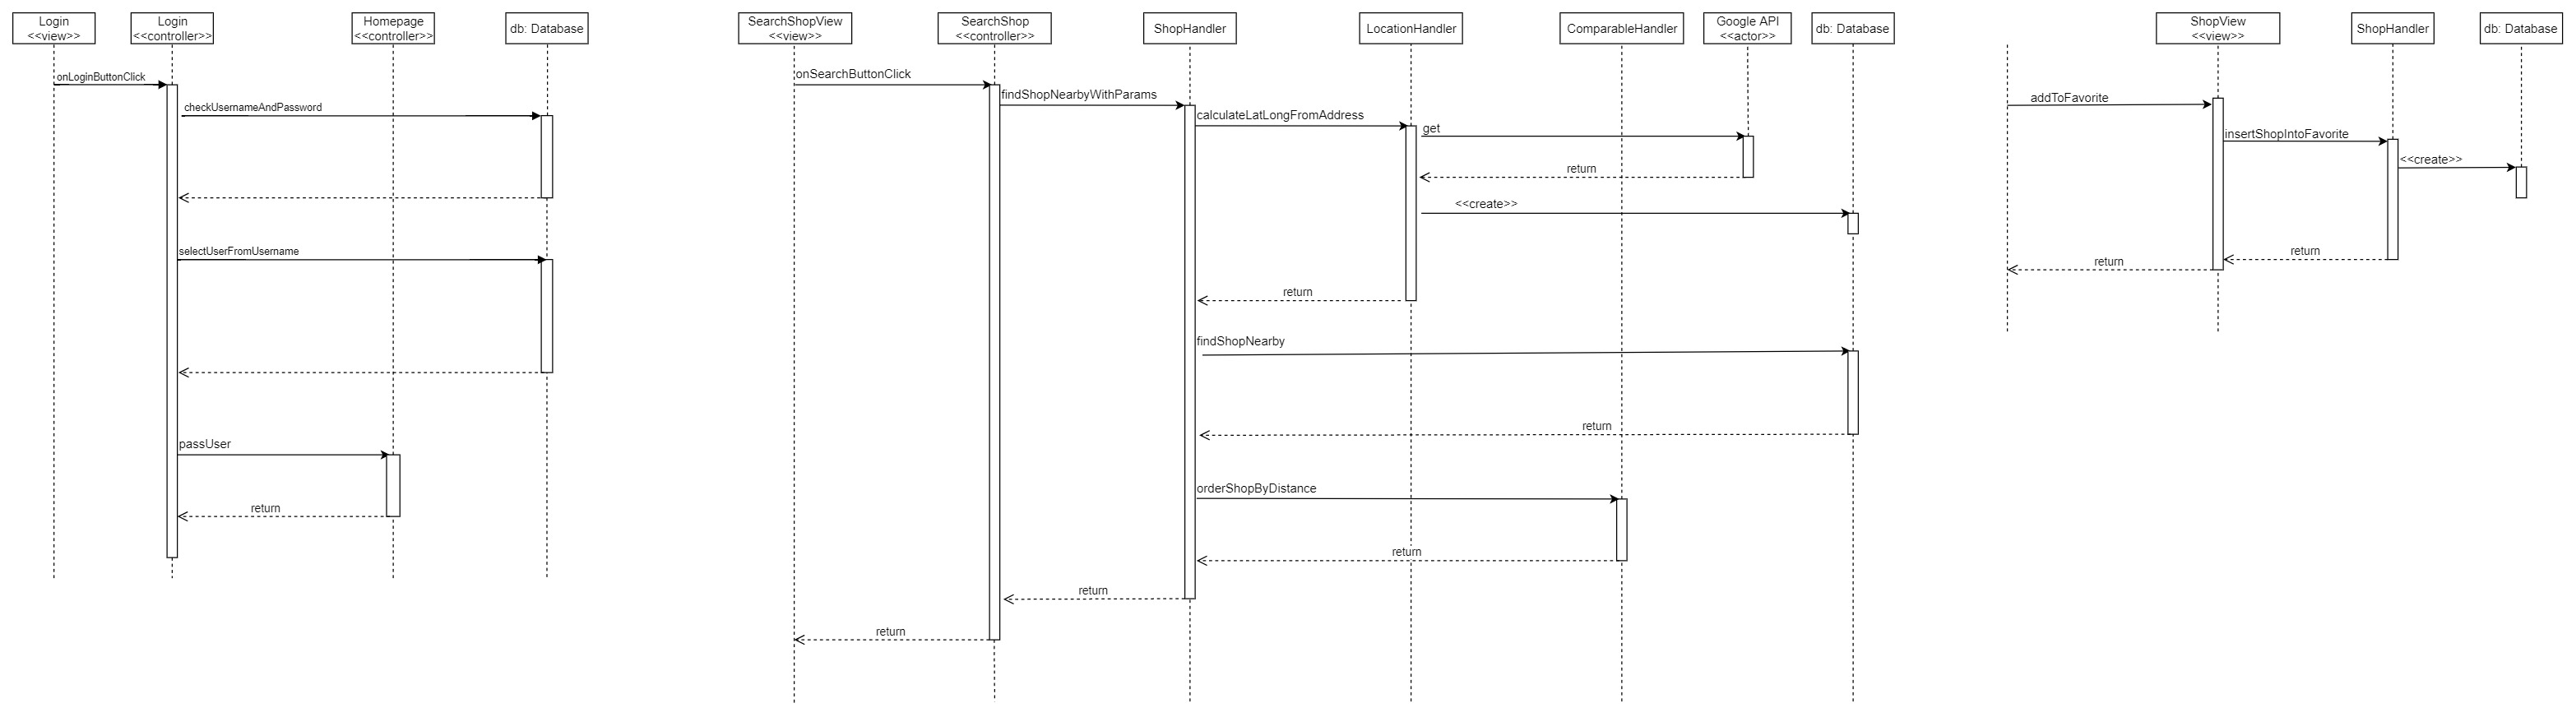 Login
<<view>>
Login
<<controller>>
Homepage
<<controller>>
db: Database
onLoginButtonClick
checkUsernameAndPassword
selectUserFromUsername
passUser
return
SearchShopView
<<view>>
SearchShop
<<controller>>
ShopHandler
LocationHandler
ComparableHandler
Google API
<<actor>>
db: Database
onSearchButtonClick
findShopNearbyWithParams
calculateLatLongFromAddress
get
return
<<create>>
return
findShopNearby
return
orderShopByDistance
return
return
return
ShopView
<<view>>
ShopHandler
db: Database
addToFavorite
insertShopIntoFavorite
<<create>>
return
return